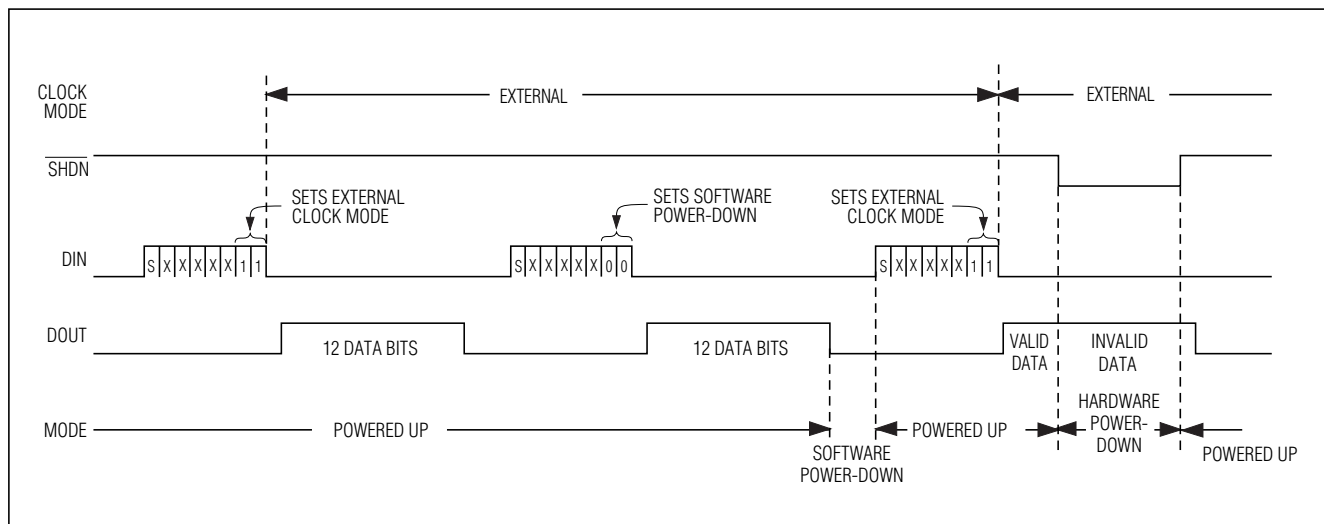 CLOCK
MODE
EXTERNAL
EXTERNAL
SHDN
SETS EXTERNAL
CLOCK MODE
SETS SOFTWARE
POWER-DOWN
SETS EXTERNAL
CLOCK MODE
DIN
S X X X X X 1 1
S X X X X X 0 0
S X X X X X 1 1
DOUT
12 DATA BITS
12 DATA BITS
VALID
DATA
INVALID
DATA
MODE
POWERED UP
SOFTWARE
POWER-DOWN
POWERED UP
HARDWARE
POWER-
DOWN
POWERED UP